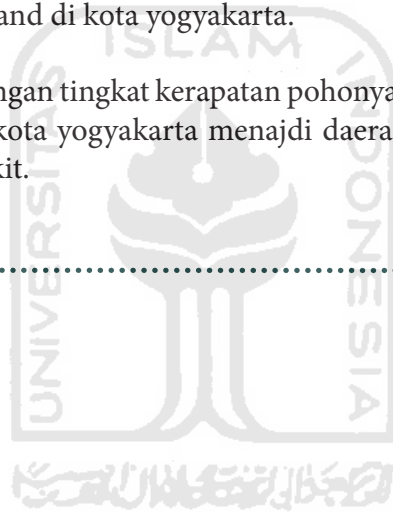 and di kota yogyakarta.
ISLAM
ngan tingkat kerapatan pohonya
kota yogyakarta menajdi daera
kit.
UNIVERSITAS
INDONESIA